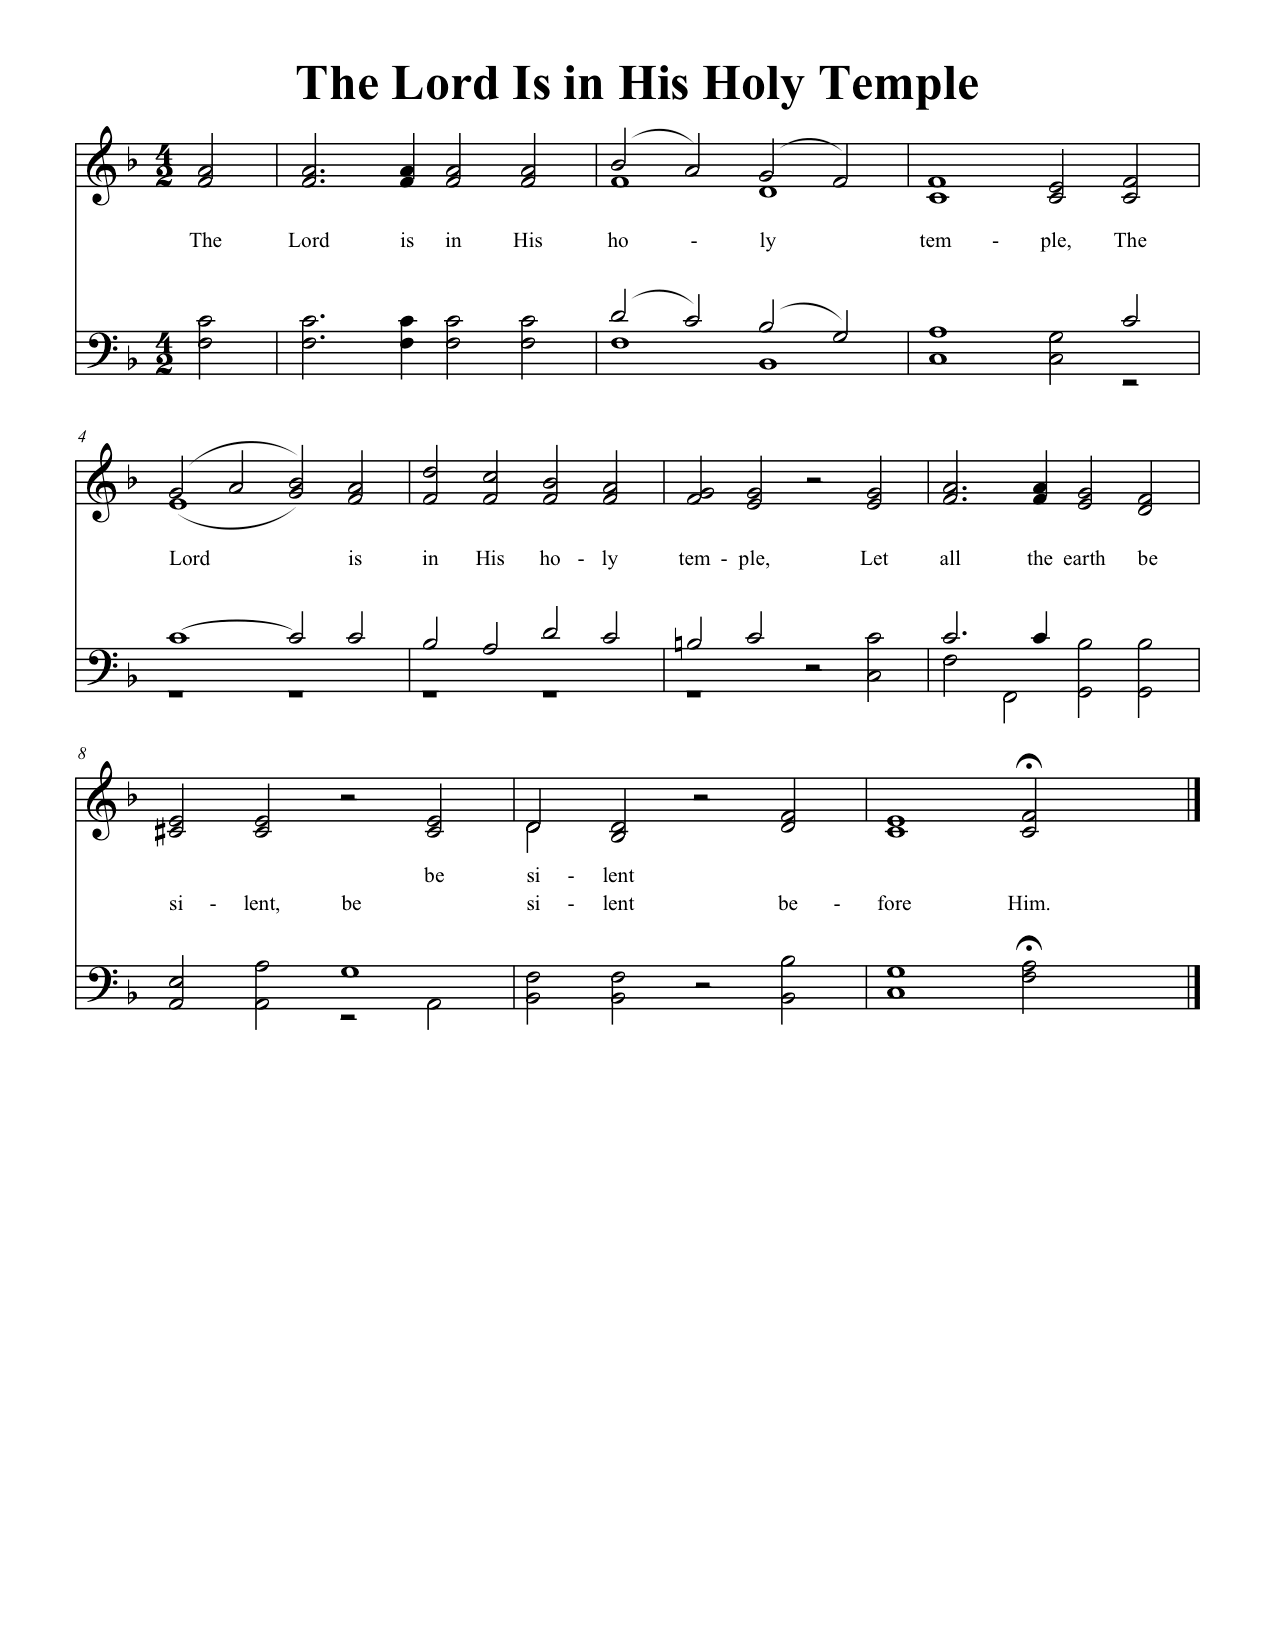 The Lord Is in His Holy Temple
4
2
The Lord is in His ho - ly tem - ple, The
4
2
4
Lord is in His ho - ly tem - ple, Let all the earth be
8
be si - lent
si - lent, be si - lent be - fore Him.